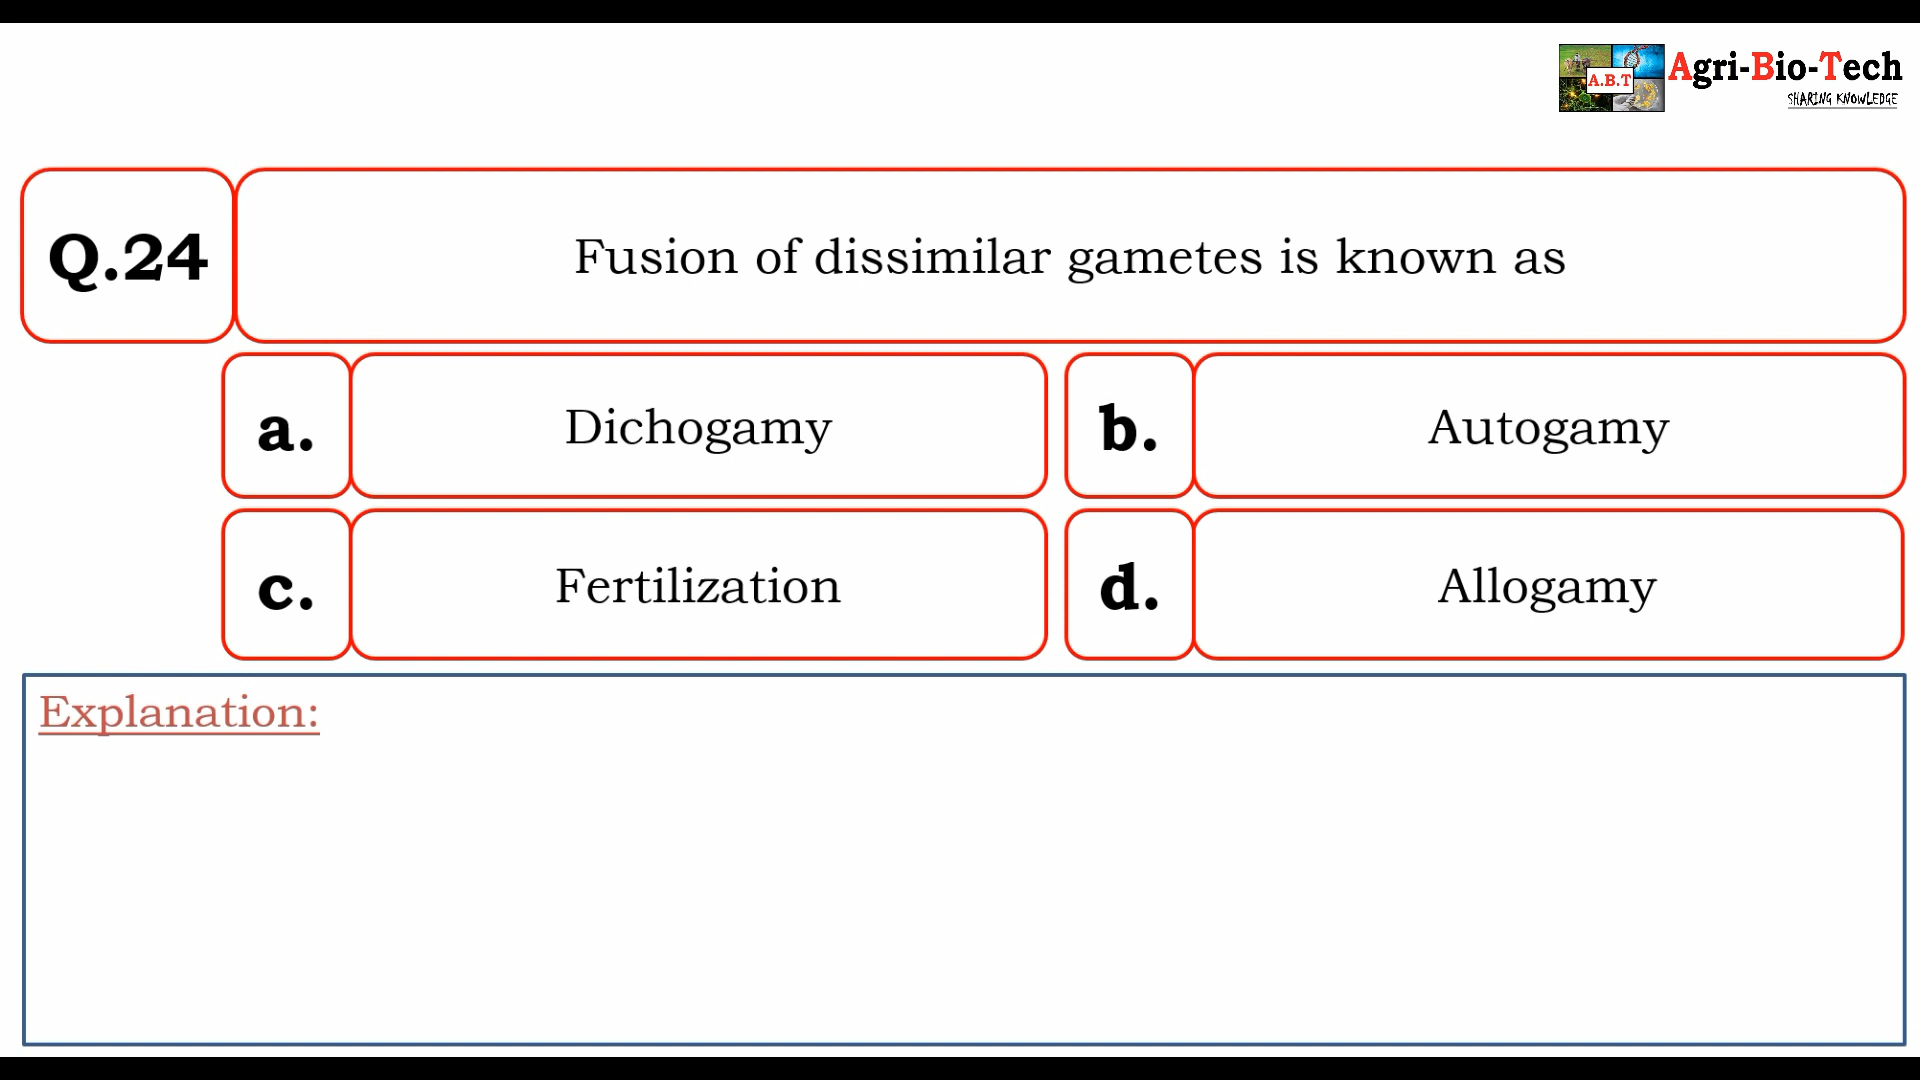 A.B.T
Agri-Bio-Tech
SHARING KNOWLEDGE
Q.24
Fusion of dissimilar gametes is known as
a.
Dichogamy
b.
Autogamy
c.
Fertilization
d.
Allogamy
Explanation: